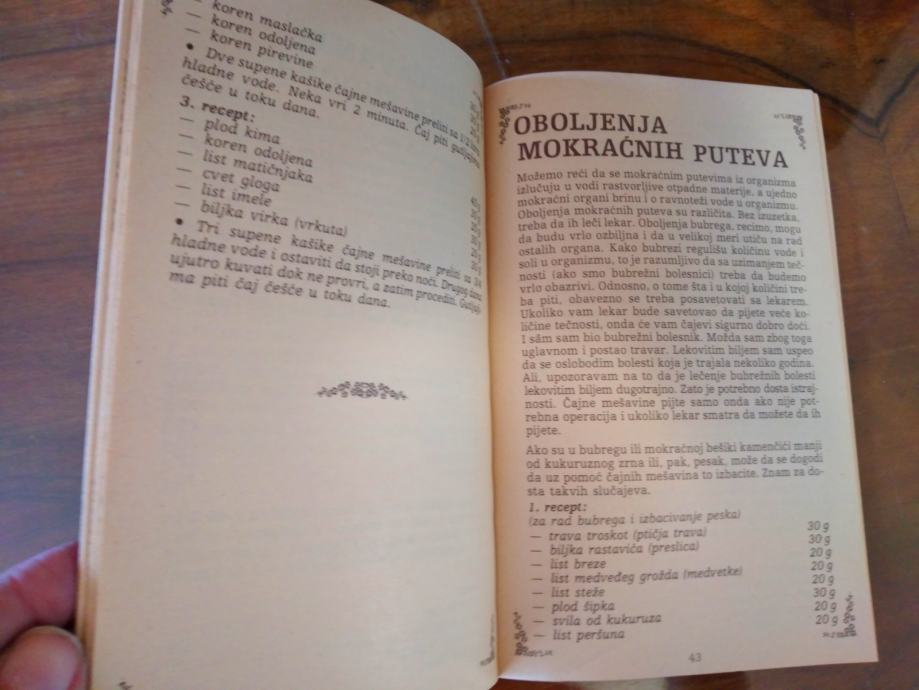 — koren maslačka
— koren odoljena
— koren pirevine
• Dve supene kašike čajne mešavine preliti sa 1/2
hladne vode. Neka vri 2 minuta. Čaj piti gutljajima
češće u toku dana.
3. recept:
— plod kima
— koren odoljena
— list matičnjaka
— cvet gloga
— list imele
— biljka virka (vrkuta)
• Tri supene kašike čajne mešavine preliti sa 3/4
hladne vode i ostaviti da stoji preko noći. Drugog dana
ujutro kuvati dok ne provri, a zatim procediti.
ma piti čaj češće u toku dana.
OBOLJENJA
MOKRAĆNIH PUTEVA
Možemo reći da se mokraćnim putevima iz organizma
izlučuju u vodi rastvorljive otpadne materije, a ujedno
mokraćni organi brinu i o ravnoteži vode u organizmu.
Oboljenja mokraćnih puteva su različita. Bez izuzetka,
treba da ih leči lekar. Oboljenja bubrega, recimo, mogu
da budu vrlo ozbiljna i da u velikoj meri utiču na rad
ostalih organa. Kako bubrezi regulišu količinu vode i
soli u organizmu, to je razumljivo da sa uzimanjem teč-
nosti (ako smo bubrežni bolesnici) treba da budemo
vrlo obazrivi. Odnosno, o tome šta i u kojoj količini tre-
ba piti, obavezno se treba posavetovati sa lekarem.
Ukoliko vam lekar bude savetovao da pijete veće ko-
ličine tečnosti, onda će vam čajevi sigurno dobro doći.
I sâm sam bio bubrežni bolesnik. Možda sam zbog toga
uglavnom i postao travar. Lekovitim biljem sam uspeo
da se oslobodim bolesti koja je trajala nekoliko godina.
Ali, upozoravam na to da je lečenje bubrežnih bolesti
lekovitim biljem dugotrajno. Zato je potrebno dosta istraj-
nosti. Čajne mešavine pijte samo onda ako nije pot-
rebna operacija i ukoliko lekar smatra da možete da ih
pijete.
Ako su u bubregu ili mokraćnoj bešiki kamenčići manji
od kukuruznog zrna ili, pak, pesak, može da se dogodi
da uz pomoć čajnih mešavina to izbacite. Znam za do-
sta takvih slučajeva.
1. recept:
(za rad bubrega i izbacivanje peska)
— trava troskot (ptičja trava) 30 g
— biljka rastavića (preslica) 30 g
— list breze 20 g
— list medveđeg grožđa (medvetke) 20 g
— list steže 20 g
— plod šipka 30 g
— svila od kukuruza 20 g
— list peršuna 20 g
43